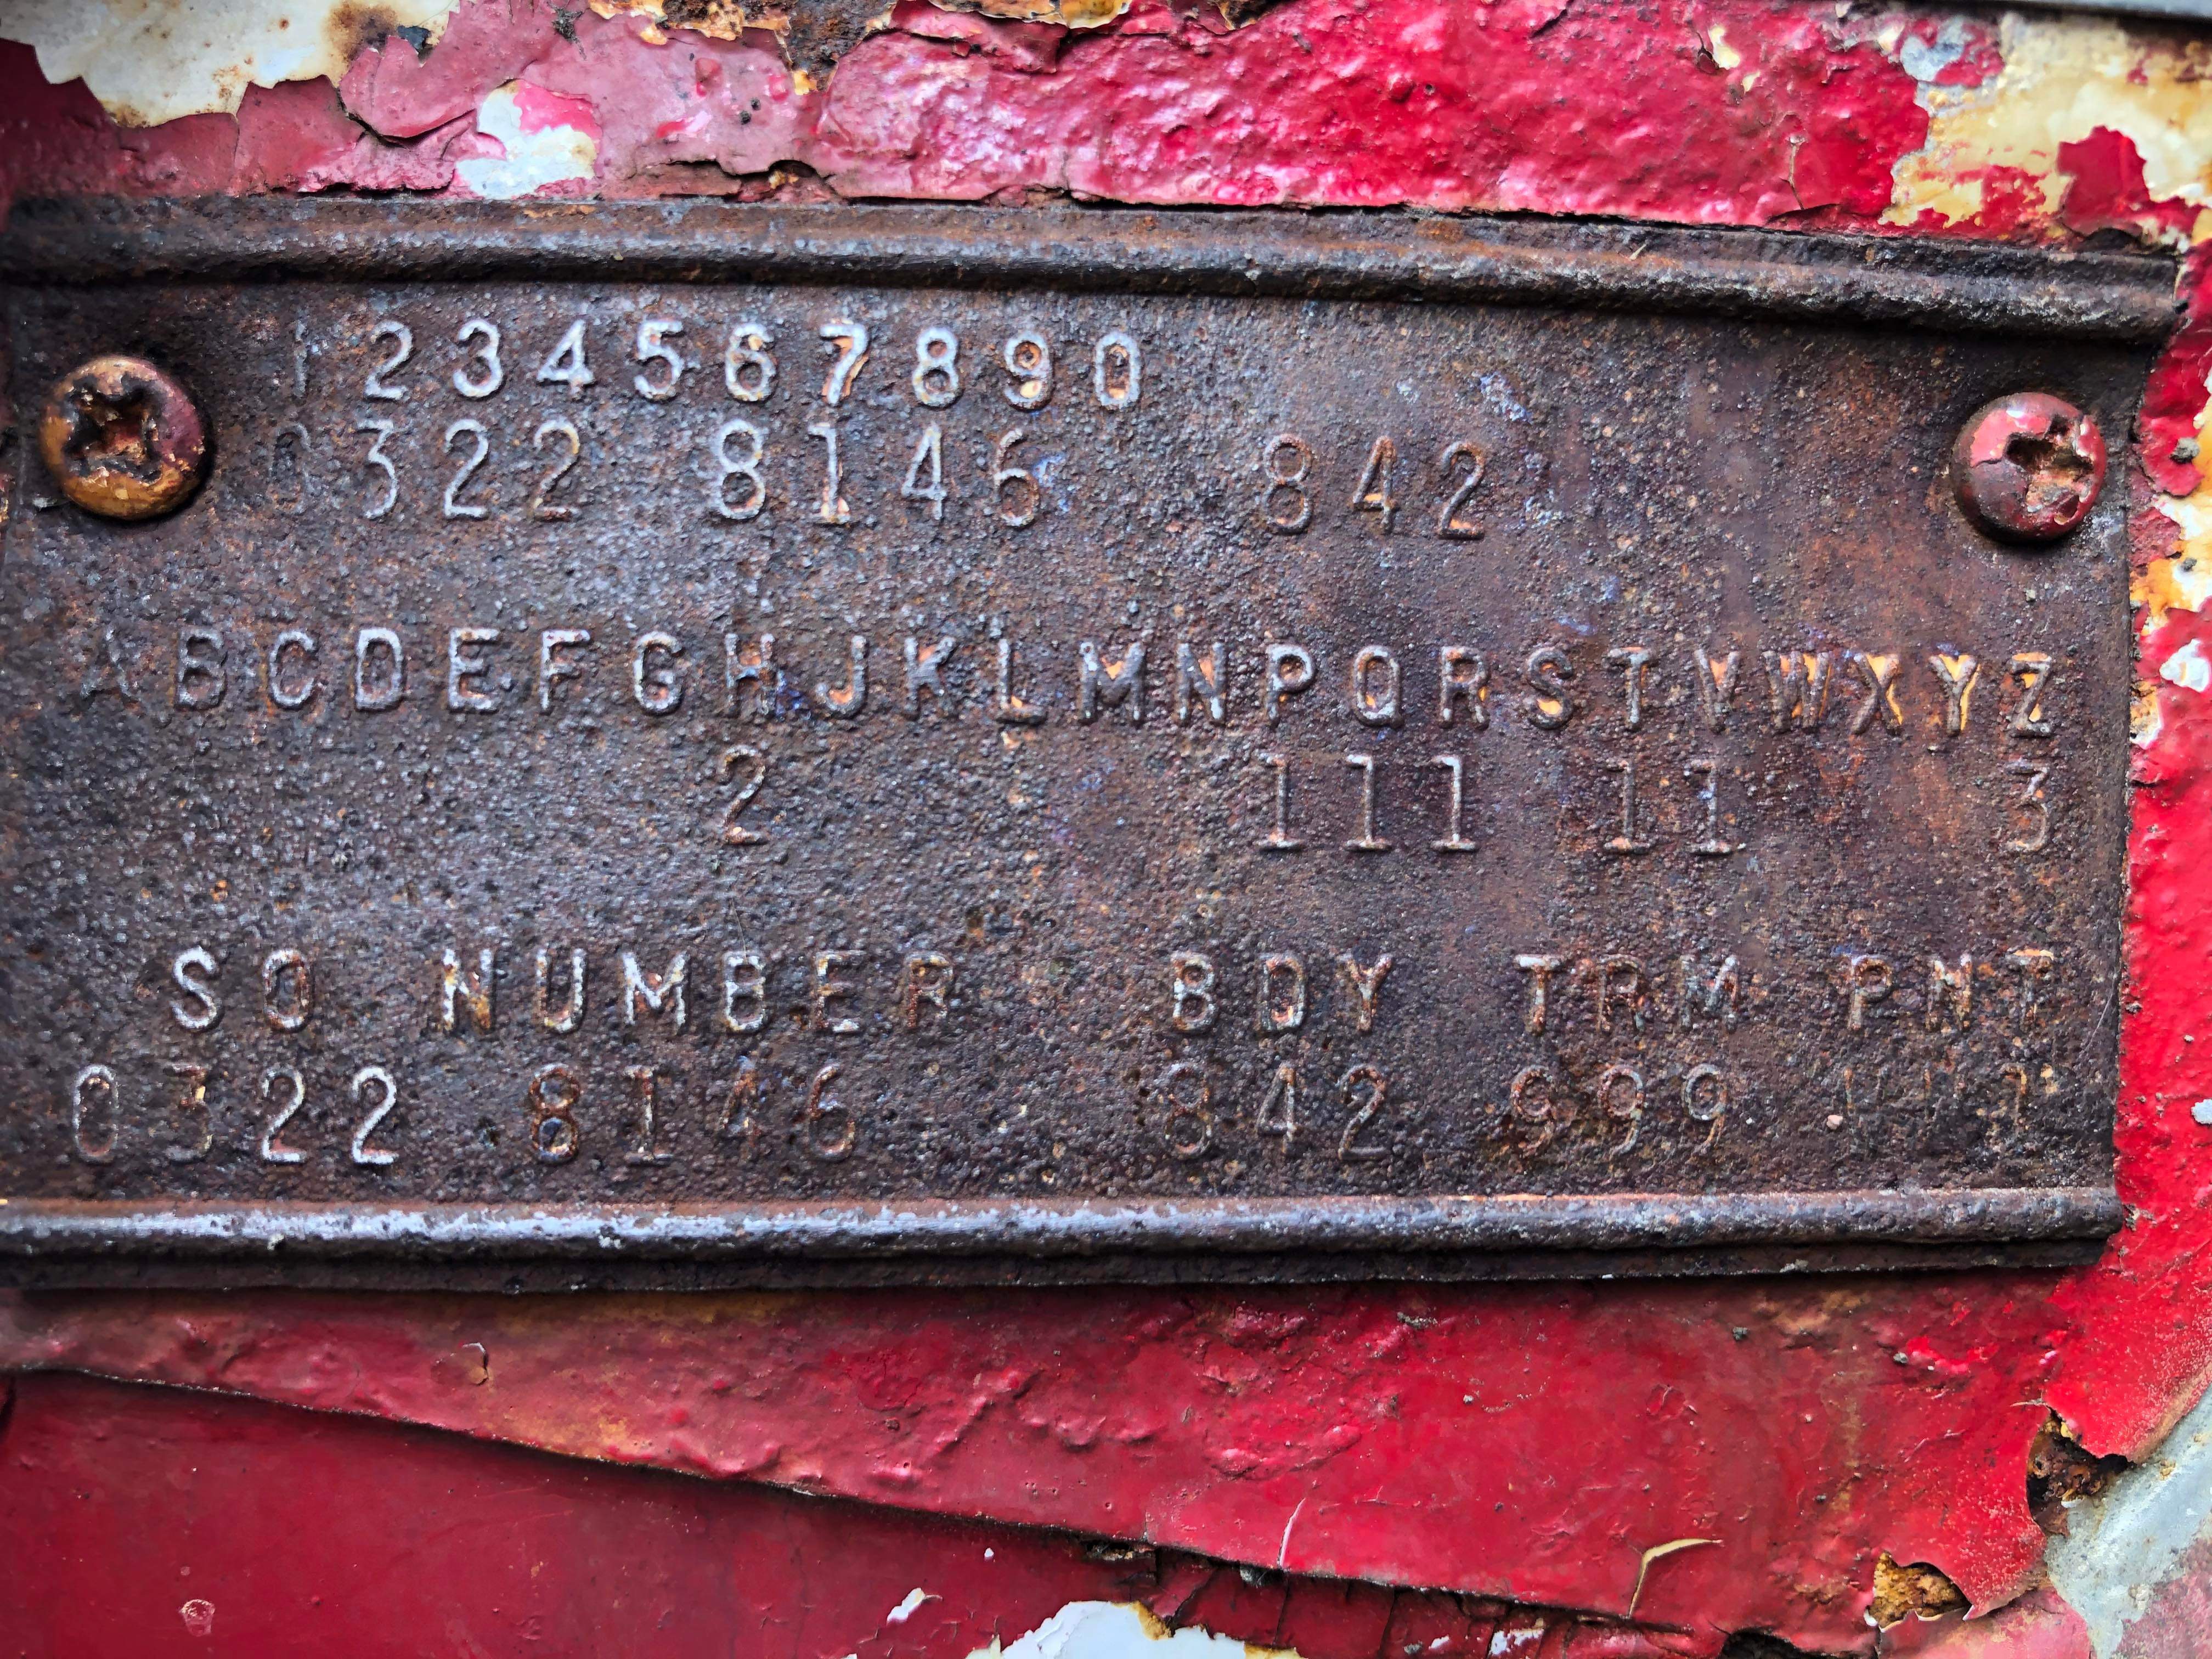 1234567890
0322 8146 842
ABCDEFGHJKLMNPQRSTVWXYZ
2 111 11 3
SO NUMBER BDY TRM PNT
0322 8146 842 999